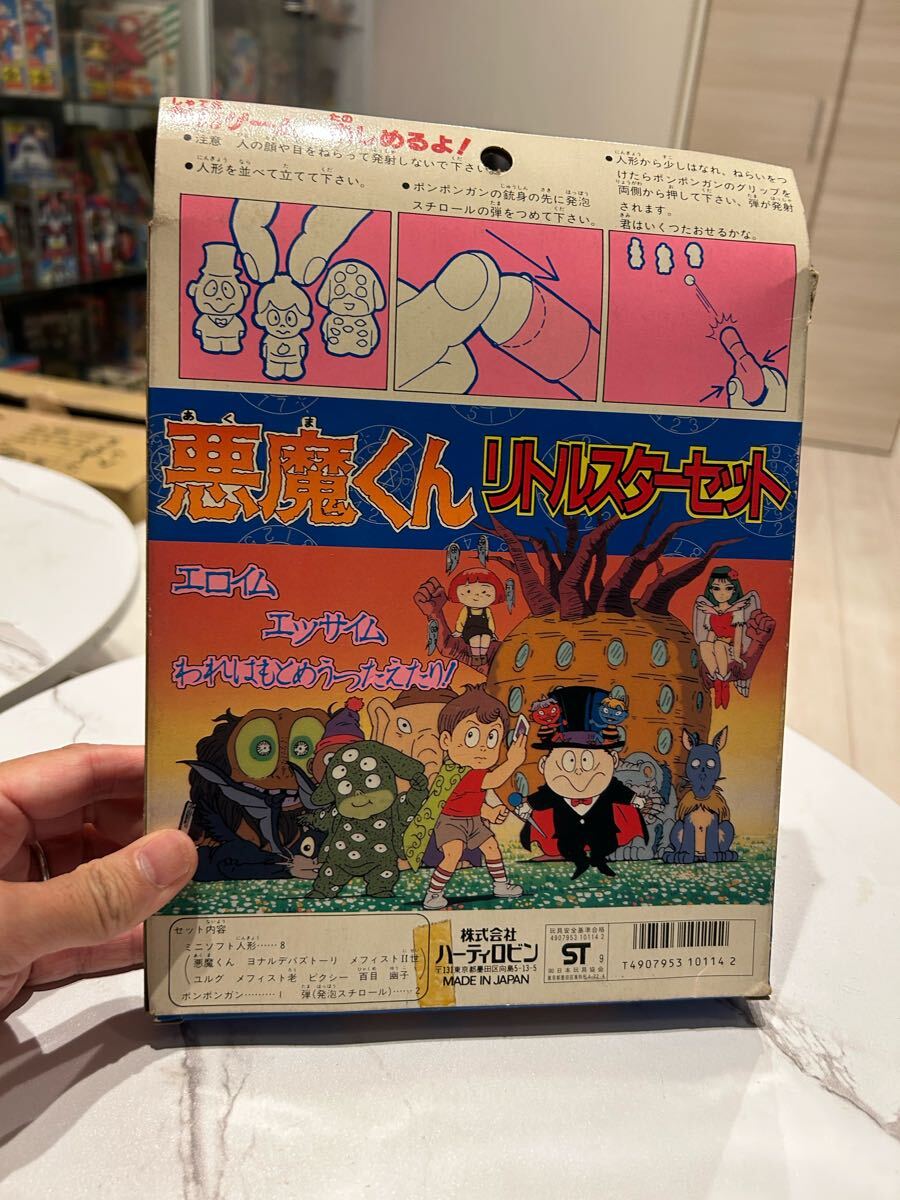 めるよ!
●注意 人の顔や目をねらって発射しないで下さい。
●人形を並べて立てて下さい。
●ポンポンガンの銃身の先に発泡
スチロールの弾をつめて下さい。
●人形から少しはなれ、ねらいをつ
けたらポンポンガンのグリップを
両側から押して下さい、弾が発射
されます。
君はいくつたおせるかな。
悪魔くん リトルスターセット
エロイム
エッサイム
われはもとめうったえたり!
セット内容
ミニソフト人形……8
(悪魔くん ヨナルデパズトーリ メフィストII世
ユルグ メフィスト老 ピクシー 百目 幽子)
ポンポンガン………1 弾(発泡スチロール)……2
株式会社
ハーティロビン
〒131東京都墨田区向島5-13-5
MADE IN JAPAN
玩具安全基準合格
4907953 10114 2
ST 9
T4907953 10114 2